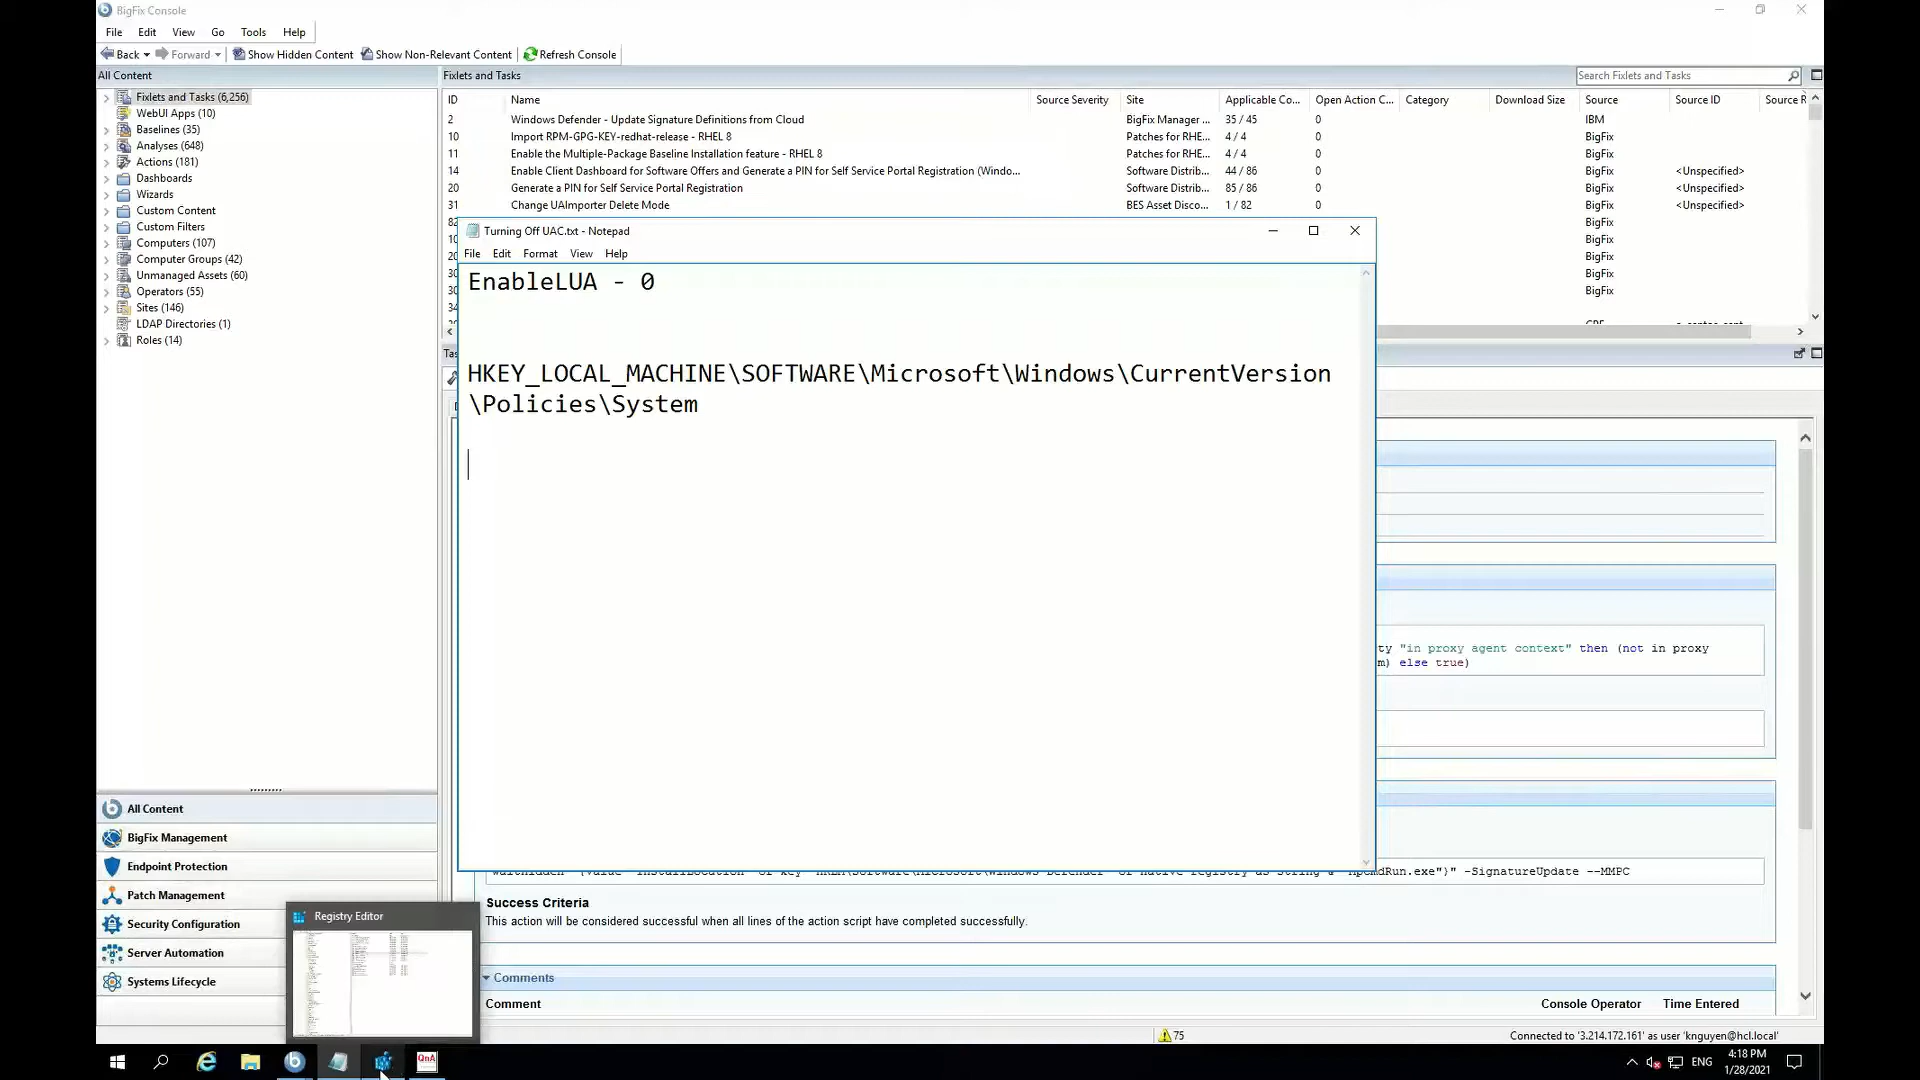 BigFix Console
File Edit View Go Tools Help
Back Forward Show Hidden Content Show Non-Relevant Content Refresh Console
All Content
Fixlets and Tasks (6,256)
WebUI Apps (10)
Baselines (35)
Analyses (648)
Actions (181)
Dashboards
Wizards
Custom Content
Custom Filters
Computers (107)
Computer Groups (42)
Unmanaged Assets (60)
Operators (55)
Sites (146)
LDAP Directories (1)
Roles (14)
All Content
BigFix Management
Endpoint Protection
Patch Management
Security Configuration
Server Automation
Systems Lifecycle
Fixlets and Tasks Search Fixlets and Tasks
ID Name Source Severity Site Applicable Co... Open Action C... Category Download Size Source Source ID Source R
2 Windows Defender - Update Signature Definitions from Cloud BigFix Manager ... 35 / 45 0 IBM
10 Import RPM-GPG-KEY-redhat-release - RHEL 8 Patches for RHE... 4 / 4 0 BigFix
11 Enable the Multiple-Package Baseline Installation feature - RHEL 8 Patches for RHE... 4 / 4 0 BigFix
14 Enable Client Dashboard for Software Offers and Generate a PIN for Self Service Portal Registration (Windo... Software Distrib... 44 / 86 0 BigFix <Unspecified>
20 Generate a PIN for Self Service Portal Registration Software Distrib... 85 / 86 0 BigFix <Unspecified>
31 Change UAImporter Delete Mode BES Asset Disco... 1 / 82 0 BigFix <Unspecified>
BigFix
BigFix
BigFix
BigFix
BigFix
Turning Off UAC.txt - Notepad
File Edit Format View Help
EnableLUA - 0
HKEY_LOCAL_MACHINE\SOFTWARE\Microsoft\Windows\CurrentVersion
\Policies\System
ty "in proxy agent context" then (not in proxy
m) else true)
-SignatureUpdate --MMPC
Success Criteria
This action will be considered successful when all lines of the action script have completed successfully.
Comments
Comment Console Operator Time Entered
75
Connected to '3.214.172.161' as user 'knguyen@hcl.local'
Registry Editor
QnA
ENG
4:18 PM
1/28/2021